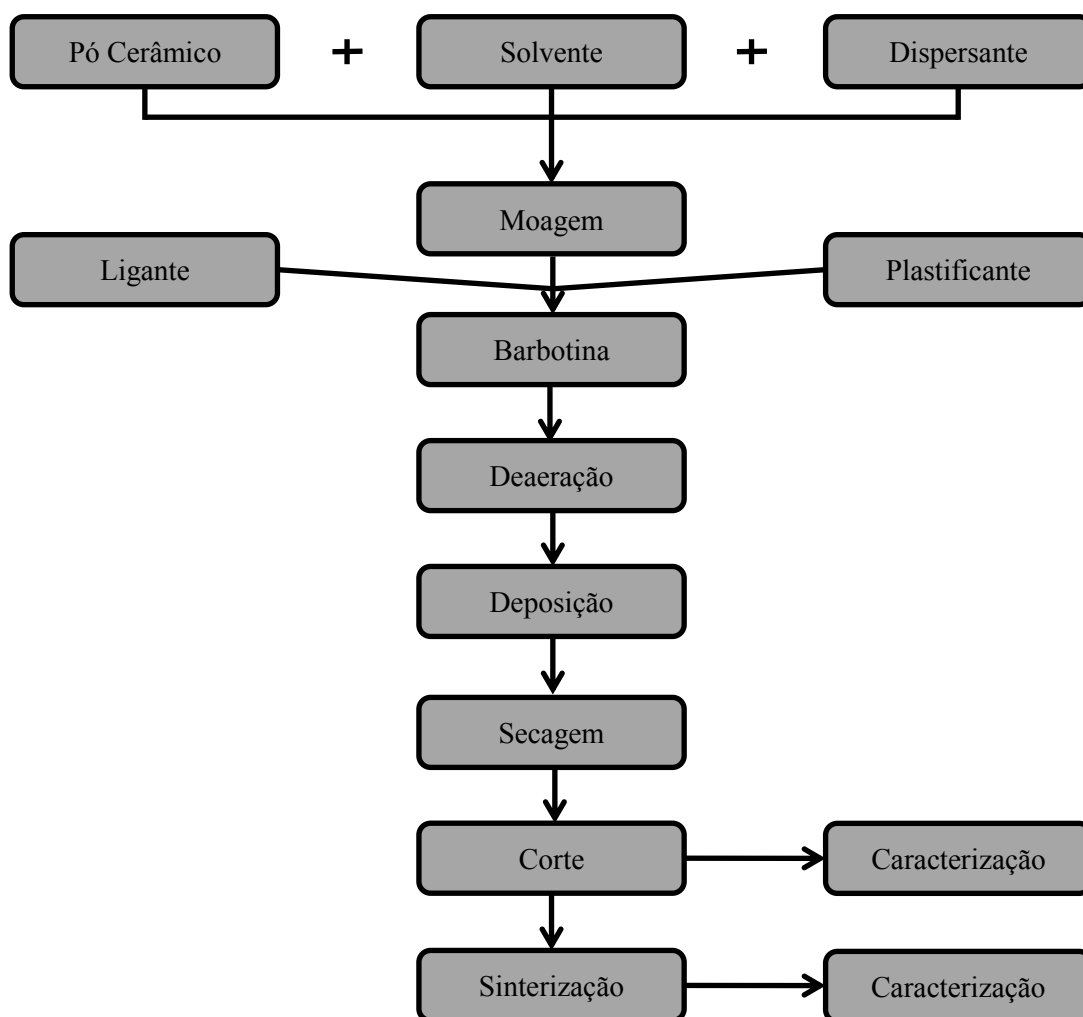 Pó Cerâmico + Solvente + Dispersante
Moagem
Ligante
Plastificante
Barbotina
Deaeração
Deposição
Secagem
Corte
Caracterização
Sinterização
Caracterização